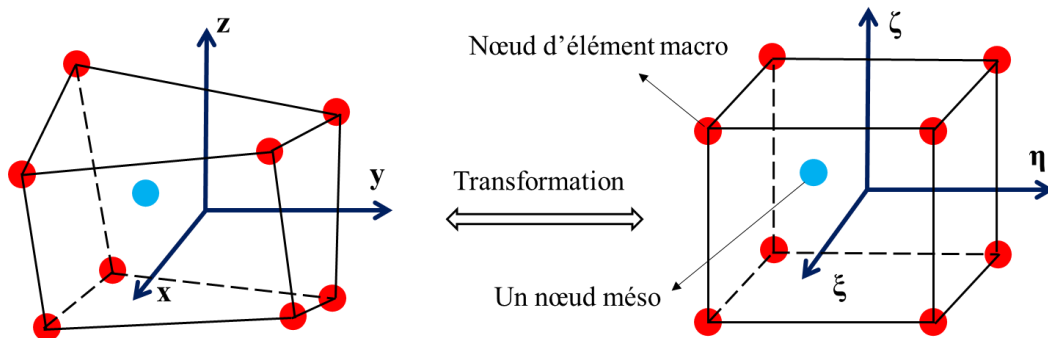 z
y
x
Transformation
Nœud d’élément macro
Un nœud méso
ζ
η
ξ